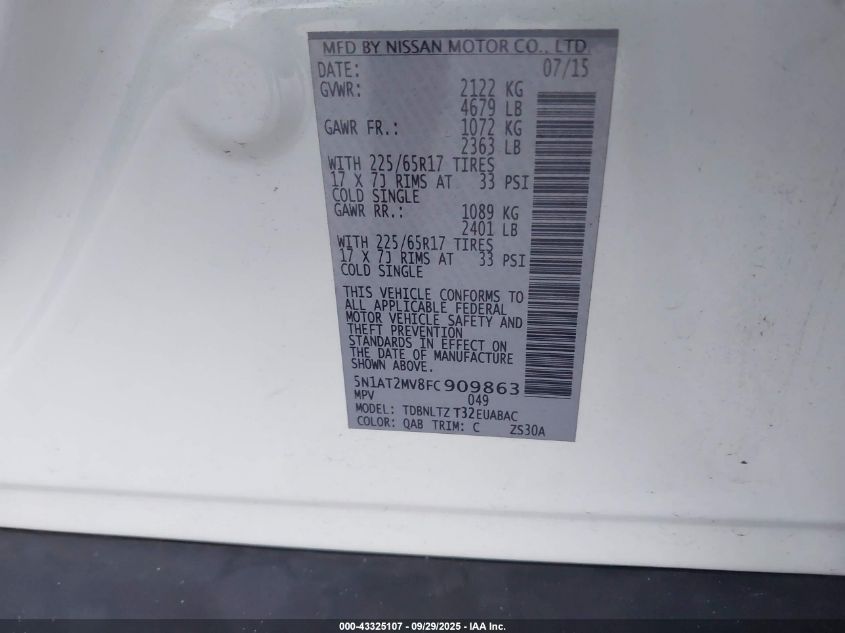 MFD BY NISSAN MOTOR CO., LTD.
DATE: 07/15
GVWR: 2122 KG
4679 LB
GAWR FR.: 1072 KG
2363 LB
WITH 225/65R17 TIRES
17 X 7J RIMS AT 33 PSI
COLD SINGLE
GAWR RR.: 1089 KG
2401 LB
WITH 225/65R17 TIRES
17 X 7J RIMS AT 33 PSI
COLD SINGLE
THIS VEHICLE CONFORMS TO
ALL APPLICABLE FEDERAL
MOTOR VEHICLE SAFETY AND
THEFT PREVENTION
STANDARDS IN EFFECT ON
THE DATE OF MANUFACTURE
SHOWN ABOVE.
5N1AT2MV8FC909863
MPV 049
MODEL: TDBNLTZ T32EUABAC
COLOR: QAB TRIM: C ZS30A
000-43325107 - 09/29/2025 - IAA Inc.